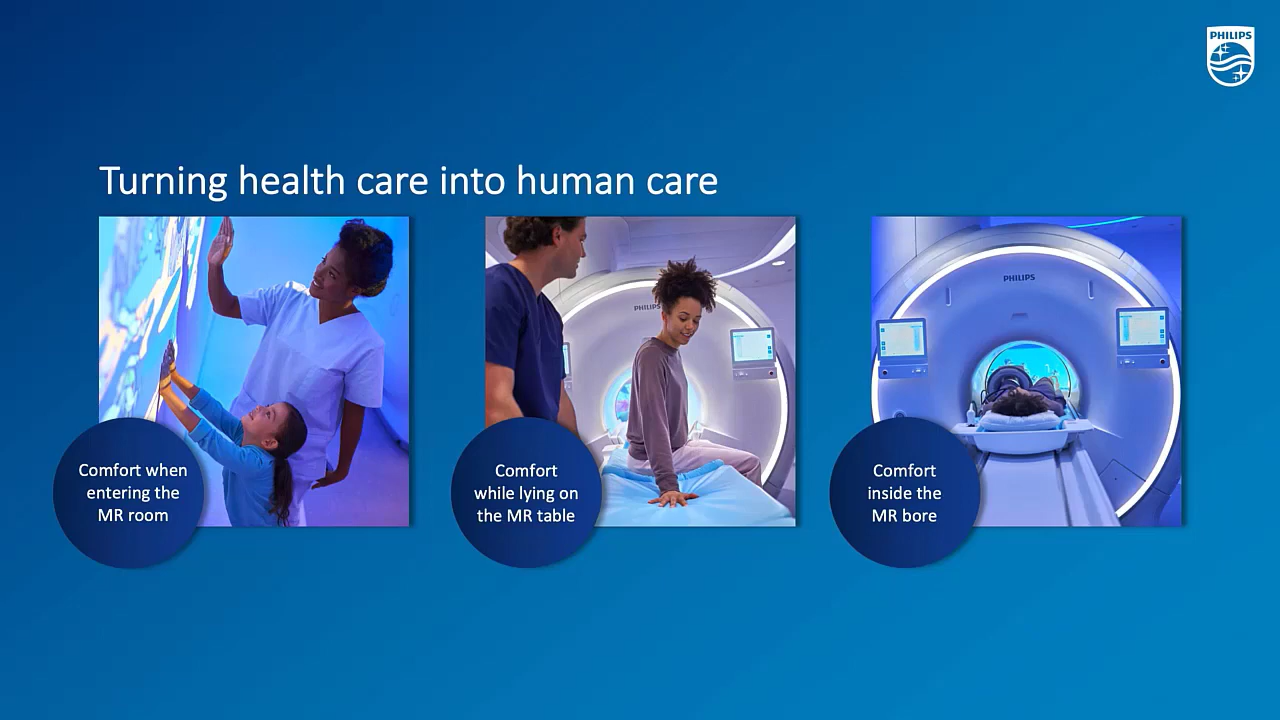 PHILIPS
Turning health care into human care
PHILIPS
PHILIPS
Comfort when
entering the
MR room
Comfort
while lying on
the MR table
Comfort
inside the
MR bore